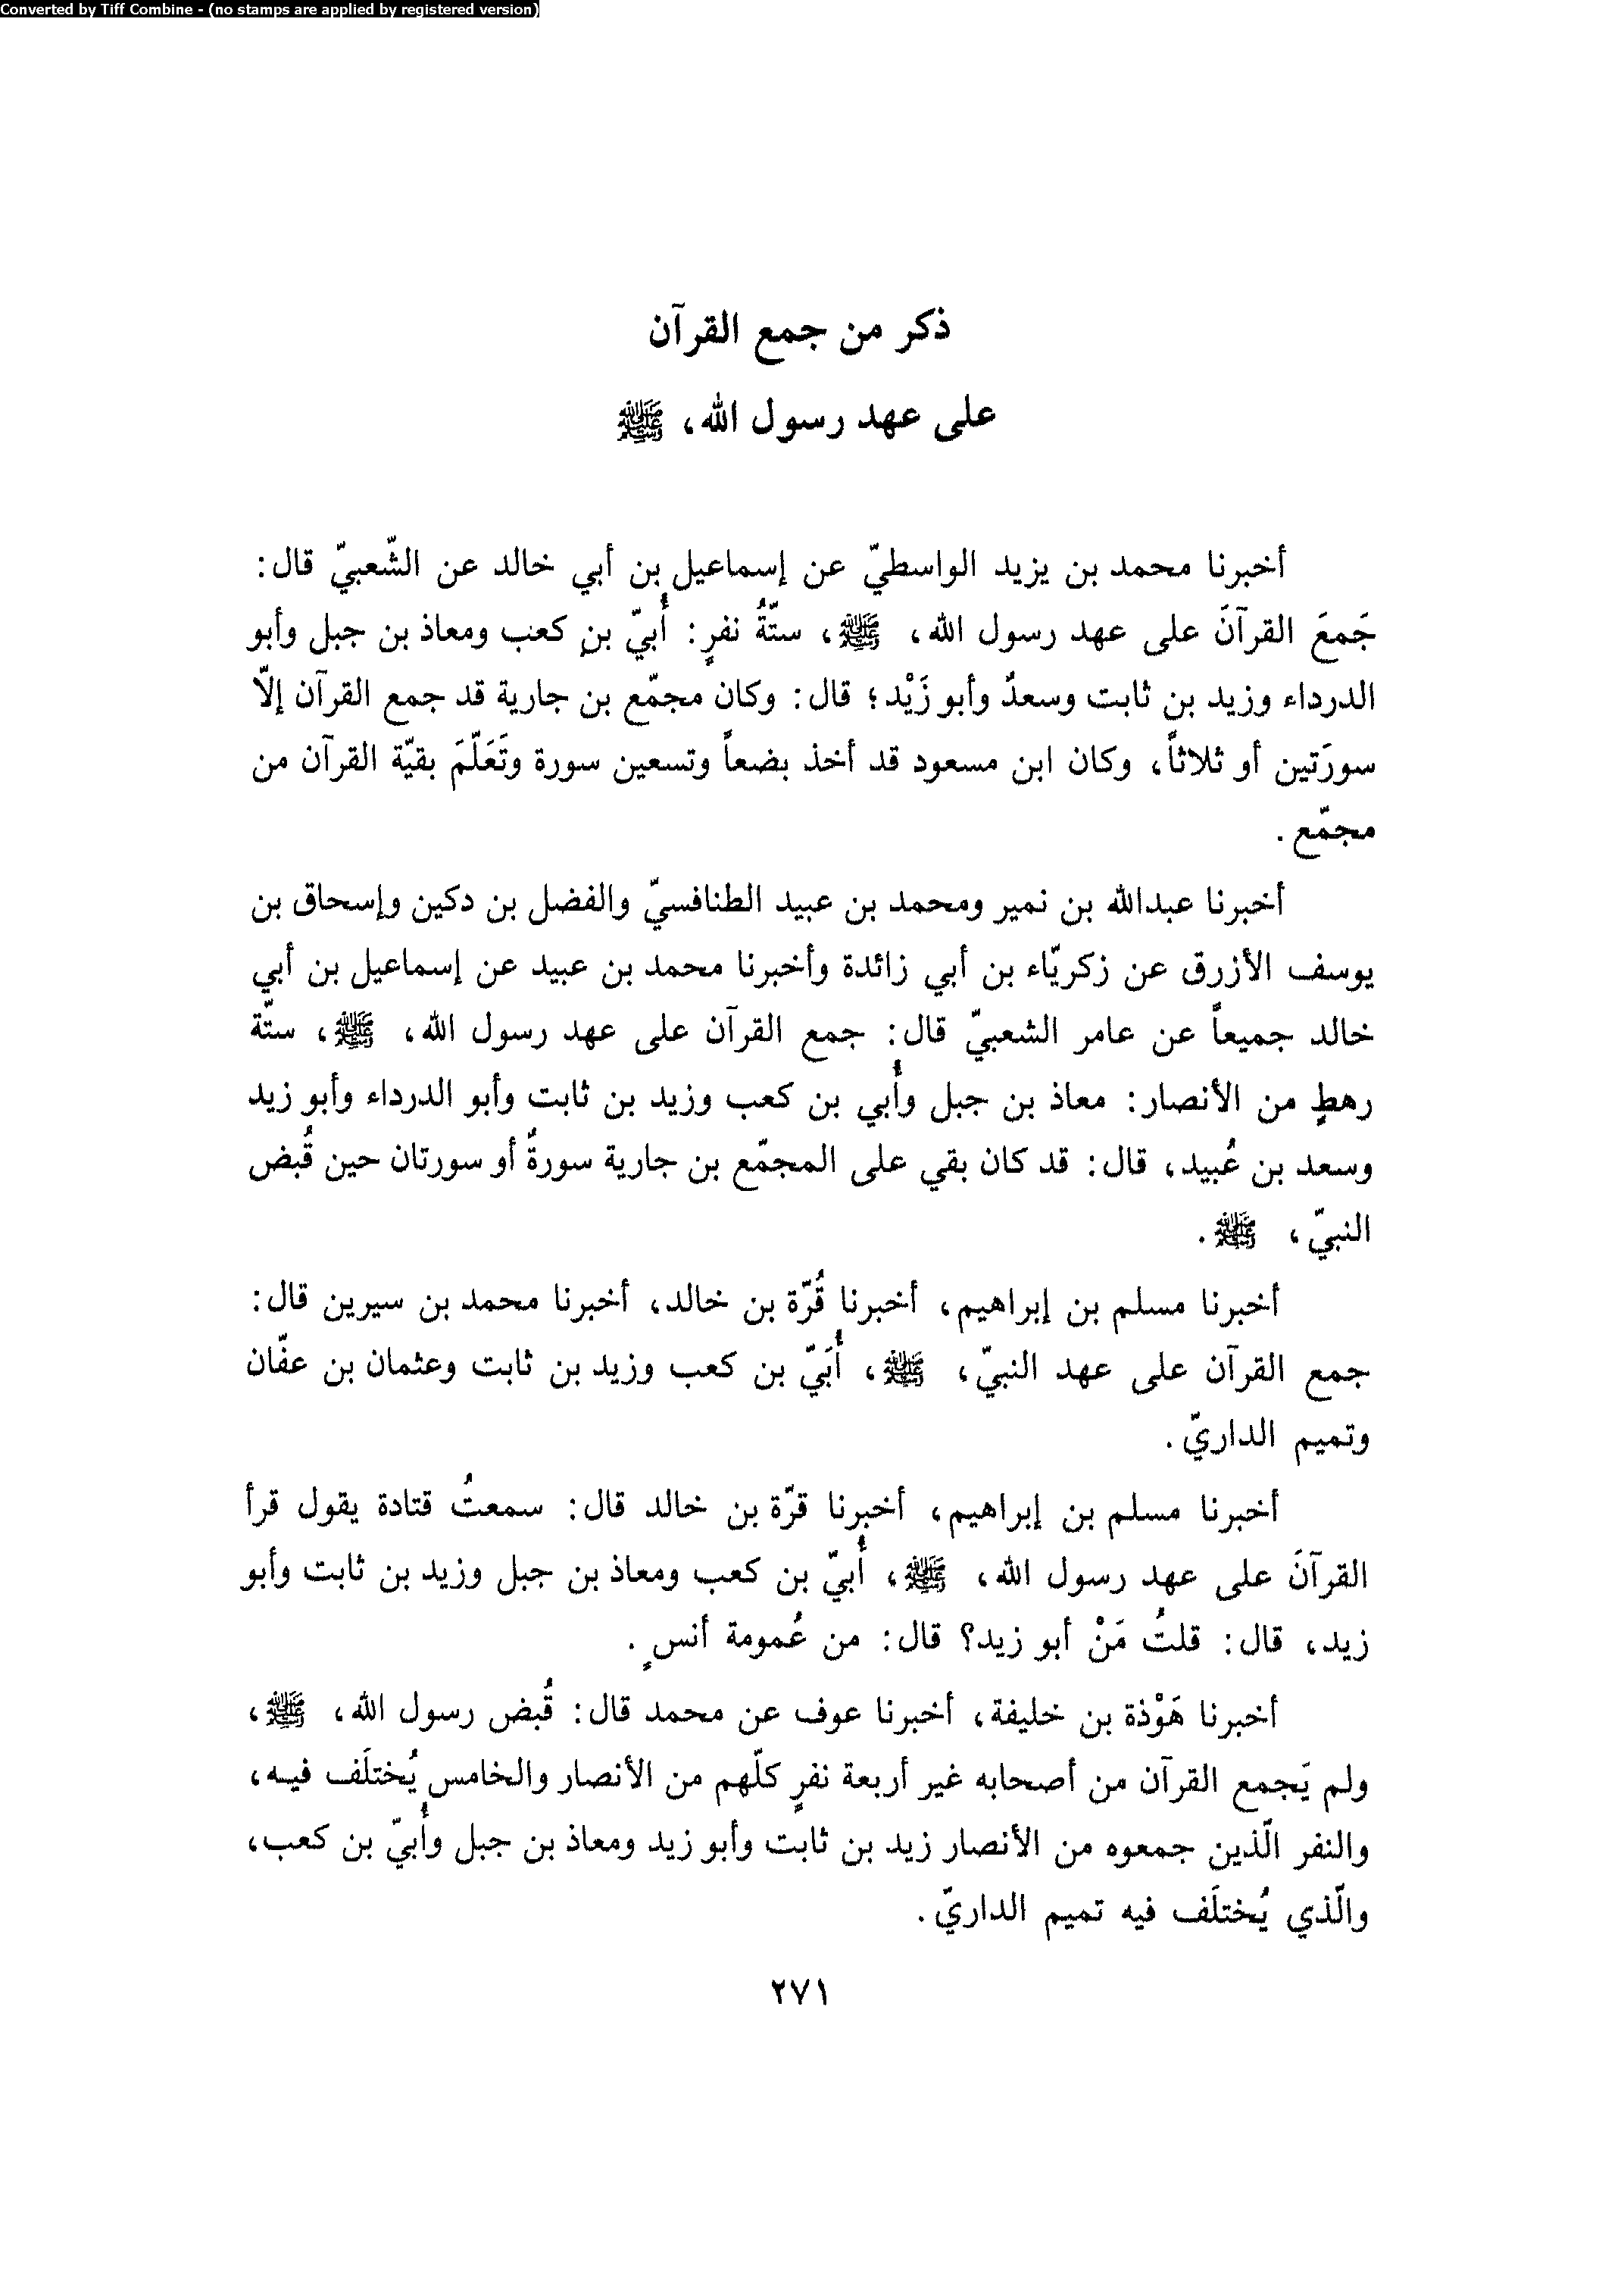 Converted by Tiff Combine - (no stamps are applied by registered version)
ذكر من جمع القرآن
على عهد رسول الله، ﷺ
أخبرنا محمد بن يزيد الواسطيّ عن إسماعيل بن أبي خالد عن الشّعبيّ قال:
جَمعَ القرآنَ على عهد رسول الله، ﷺ، ستّةُ نفرٍ: أُبيّ بن كعب ومعاذ بن جبل وأبو
الدرداء وزيد بن ثابت وسعدٌ وأبو زَيْد؛ قال: وكان مجمّع بن جارية قد جمع القرآن إلّا
سورَتين أو ثلاثاً، وكان ابن مسعود قد أخذ بضعاً وتسعين سورة وتَعَلّمَ بقيّة القرآن من
مجمّع.
أخبرنا عبدالله بن نمير ومحمد بن عبيد الطنافسيّ والفضل بن دكين وإسحاق بن
يوسف الأزرق عن زكريّاء بن أبي زائدة وأخبرنا محمد بن عبيد عن إسماعيل بن أبي
خالد جميعاً عن عامر الشعبيّ قال: جمع القرآن على عهد رسول الله، ﷺ، ستّة
رهطٍ من الأنصار: معاذ بن جبل وأُبي بن كعب وزيد بن ثابت وأبو الدرداء وأبو زيد
وسعد بن عُبيد، قال: قد كان بقي على المجمّع بن جارية سورةٌ أو سورتان حين قُبض
النبيّ، ﷺ.
أخبرنا مسلم بن إبراهيم، أخبرنا قُرّة بن خالد، أخبرنا محمد بن سيرين قال:
جمع القرآن على عهد النبيّ، ﷺ، أُبَيّ بن كعب وزيد بن ثابت وعثمان بن عفّان
وتميم الداريّ.
أخبرنا مسلم بن إبراهيم، أخبرنا قرّة بن خالد قال: سمعتُ قتادة يقول قرأ
القرآنَ على عهد رسول الله، ﷺ، أُبيّ بن كعب ومعاذ بن جبل وزيد بن ثابت وأبو
زيد، قال: قلتُ مَنْ أبو زيد؟ قال: من عُمومة أنسٍ.
أخبرنا هَوْذة بن خليفة، أخبرنا عوف عن محمد قال: قُبض رسول الله، ﷺ،
ولم يَجمع القرآن من أصحابه غير أربعة نفرٍ كلّهم من الأنصار والخامس يُختلَف فيه،
والنفر الّذين جمعوه من الأنصار زيد بن ثابت وأبو زيد ومعاذ بن جبل وأُبيّ بن كعب،
والّذي يُختلَف فيه تميم الداريّ.
٢٧١